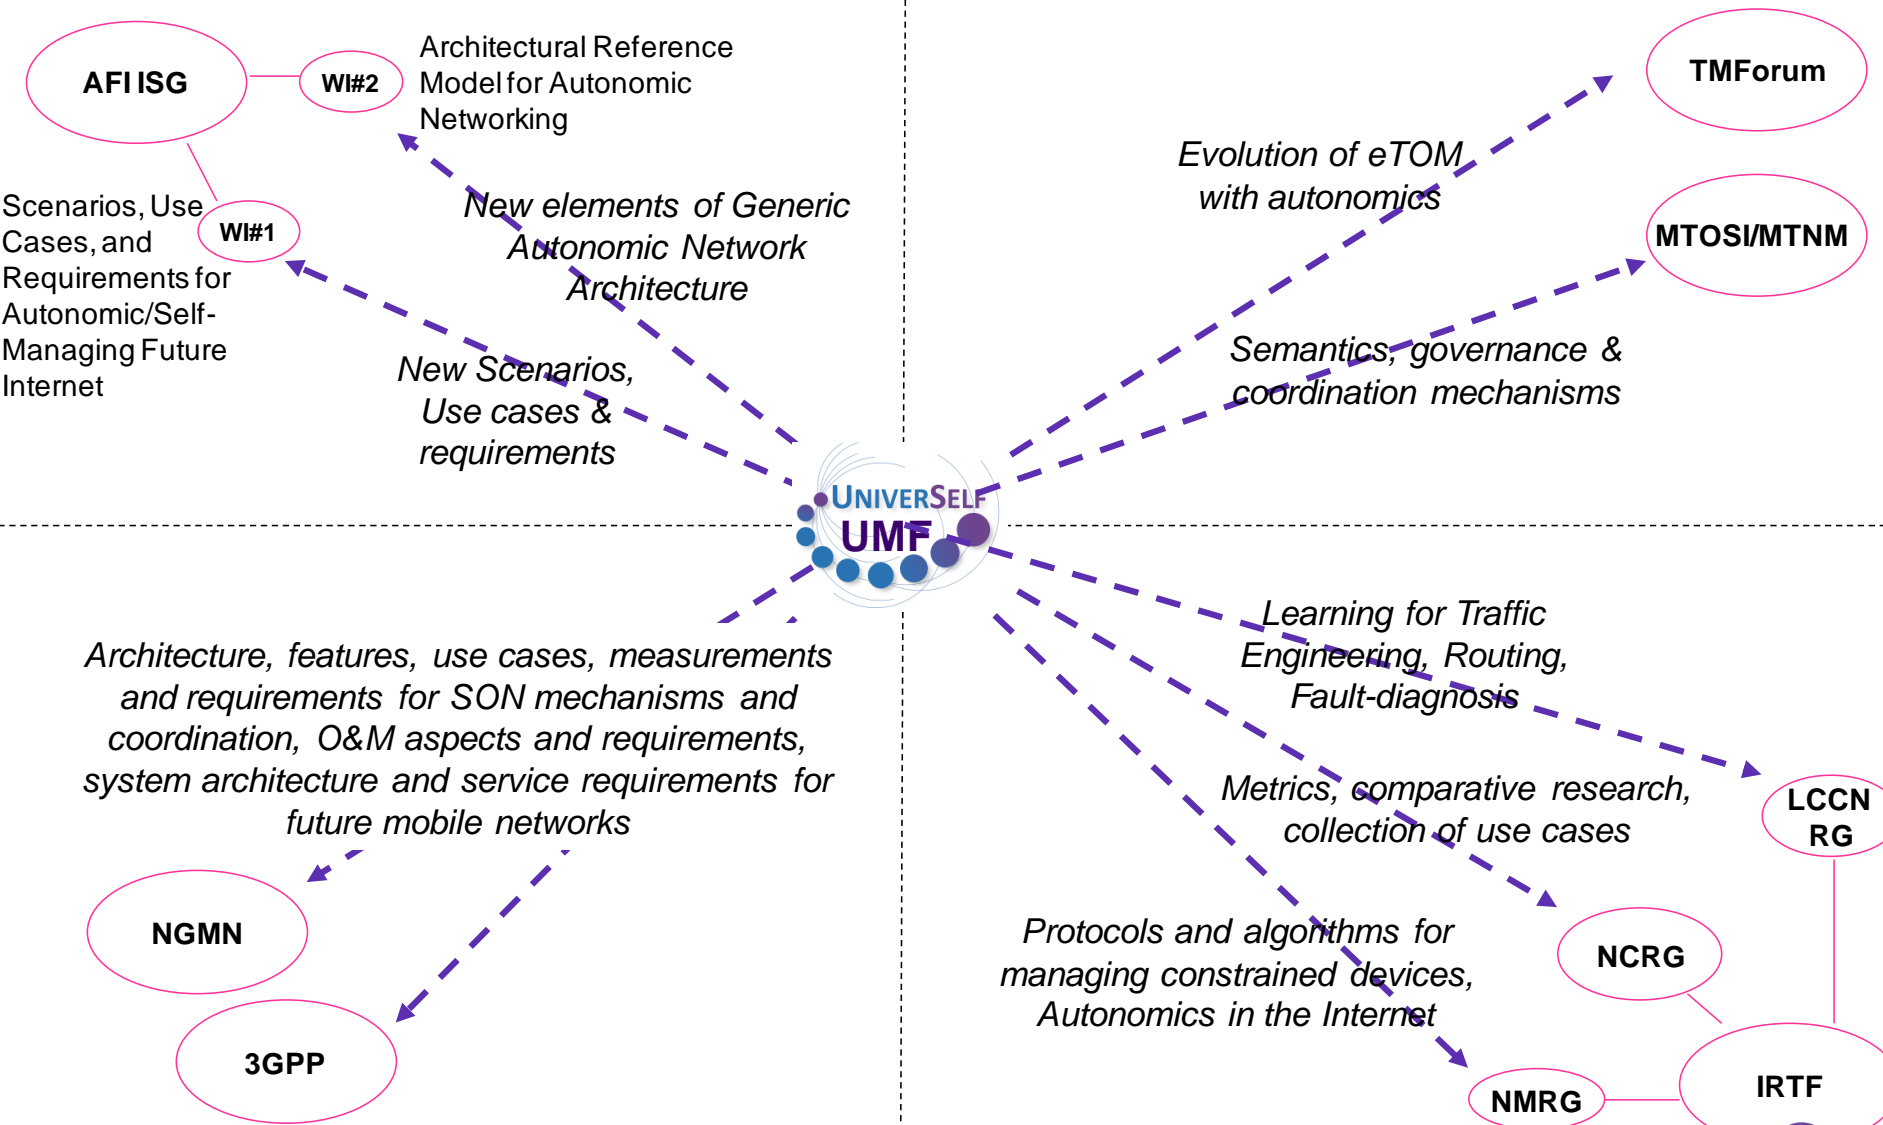 AFI ISG
WI#2
Architectural Reference
Model for Autonomic
Networking
Scenarios, Use
Cases, and
Requirements for
Autonomic/Self-
Managing Future
Internet
WI#1
New elements of Generic
Autonomic Network
Architecture
New Scenarios,
Use cases &
requirements
TMForum
Evolution of eTOM
with autonomics
MTOSI/MTNM
Semantics, governance &
coordination mechanisms
UNIVERSELF
UMF
Architecture, features, use cases, measurements
and requirements for SON mechanisms and
coordination, O&M aspects and requirements,
system architecture and service requirements for
future mobile networks
NGMN
3GPP
Learning for Traffic
Engineering, Routing,
Fault-diagnosis
Metrics, comparative research,
collection of use cases
LCCN
RG
Protocols and algorithms for
managing constrained devices,
Autonomics in the Internet
NCRG
NMRG
IRTF